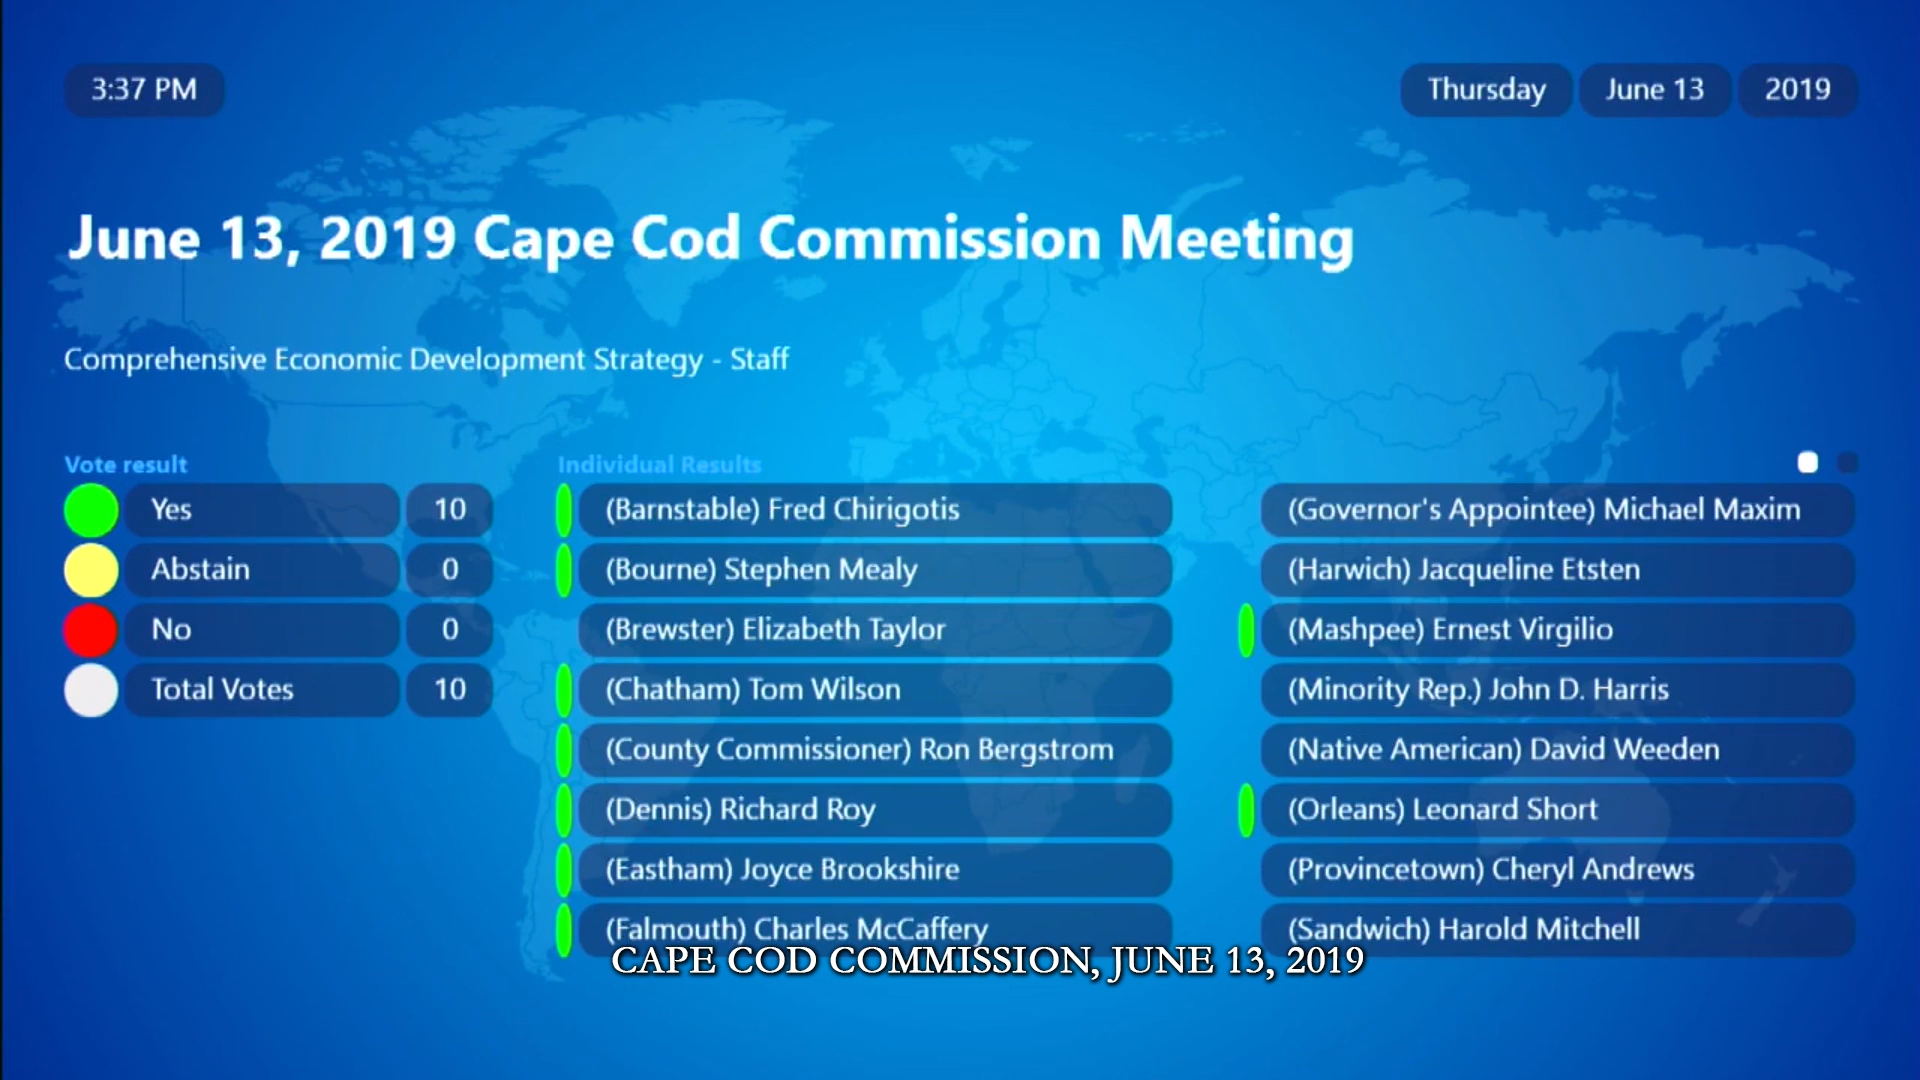 3:37 PM
Thursday June 13 2019
June 13, 2019 Cape Cod Commission Meeting
Comprehensive Economic Development Strategy - Staff
Vote result
Yes 10
Abstain 0
No 0
Total Votes 10
Individual Results
(Barnstable) Fred Chirigotis
(Bourne) Stephen Mealy
(Brewster) Elizabeth Taylor
(Chatham) Tom Wilson
(County Commissioner) Ron Bergstrom
(Dennis) Richard Roy
(Eastham) Joyce Brookshire
(Falmouth) Charles McCaffery
(Governor's Appointee) Michael Maxim
(Harwich) Jacqueline Etsten
(Mashpee) Ernest Virgilio
(Minority Rep.) John D. Harris
(Native American) David Weeden
(Orleans) Leonard Short
(Provincetown) Cheryl Andrews
(Sandwich) Harold Mitchell
CAPE COD COMMISSION, JUNE 13, 2019